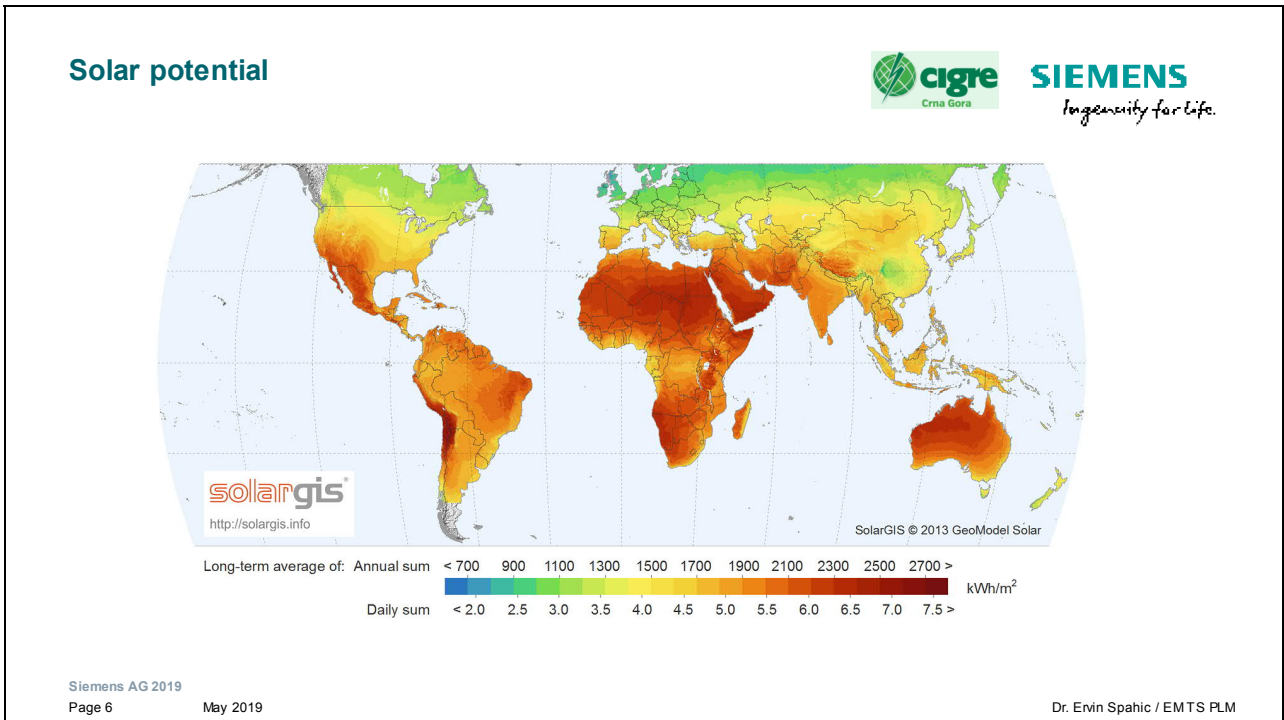 Solar potential
cigre
Crna Gora
SIEMENS
Ingenuity for life.
solargis
http://solargis.info
SolarGIS © 2013 GeoModel Solar
Long-term average of: Annual sum < 700 900 1100 1300 1500 1700 1900 2100 2300 2500 2700 >
kWh/m²
Daily sum < 2.0 2.5 3.0 3.5 4.0 4.5 5.0 5.5 6.0 6.5 7.0 7.5 >
Siemens AG 2019
Page 6 May 2019 Dr. Ervin Spahic / EM TS PLM